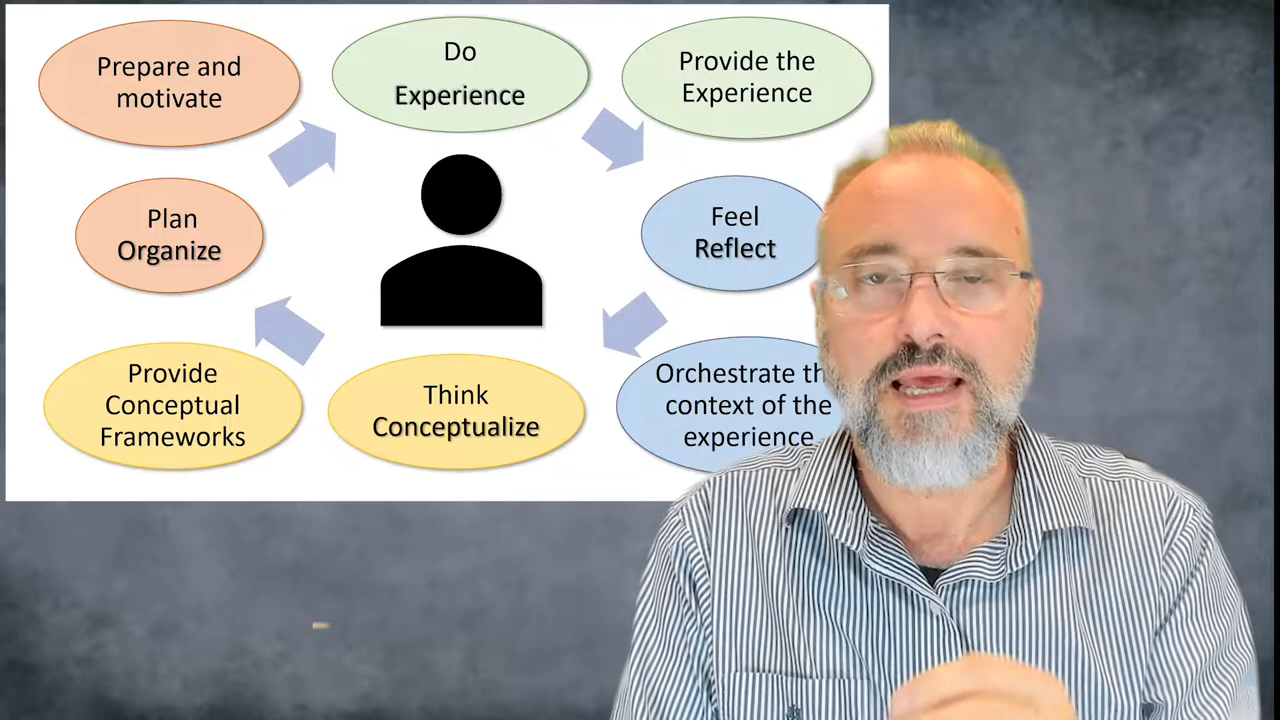 Prepare and
motivate
Do
Experience
Provide the
Experience
Plan
Organize
Feel
Reflect
Provide
Conceptual
Frameworks
Think
Conceptualize
Orchestrate
context of the
experience